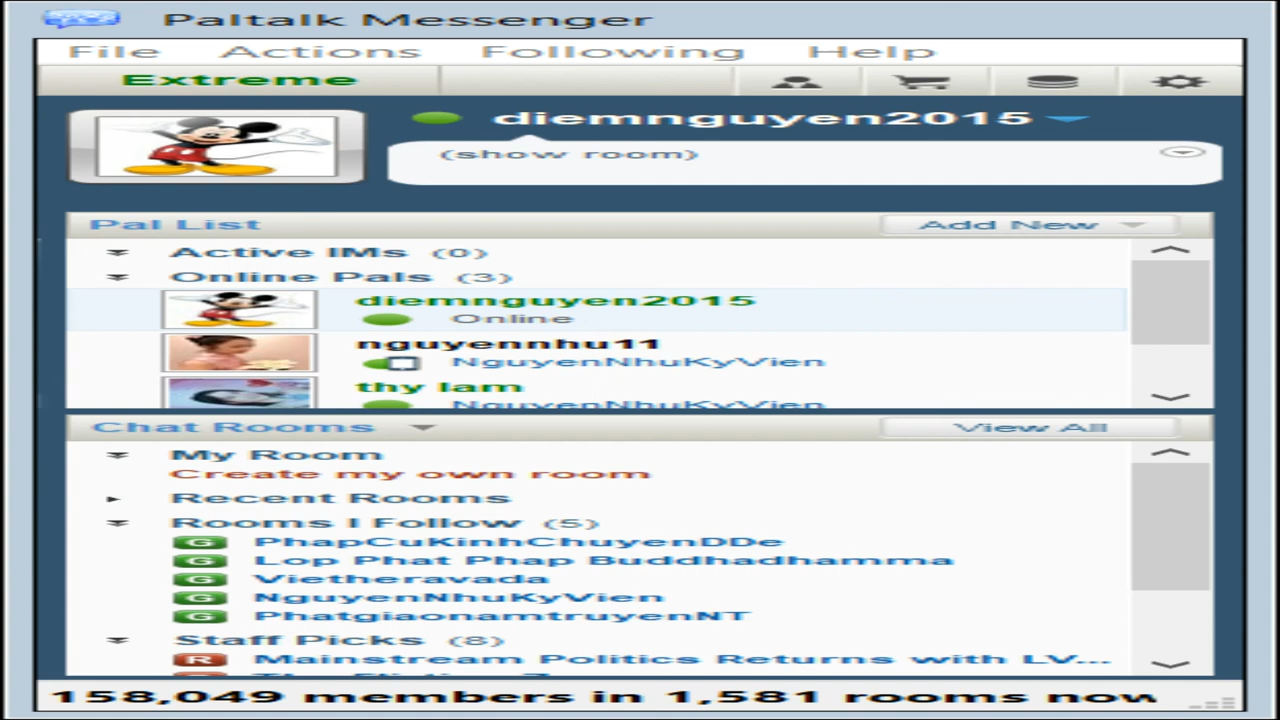 Paltalk Messenger
File Actions Following Help
Extreme
diemnguyen2015
(show room)
Pal List Add New
Active IMs (0)
Online Pals (3)
diemnguyen2015
Online
nguyennhu11
NguyenNhuKyVien
thy lam
NguyenNhuKyVien
Chat Rooms View All
My Room
Create my own room
Recent Rooms
Rooms I Follow (5)
G PhapCuKinhChuyenDDe
G Lop Phat Phap Buddhadhamma
G Vietheravada
G NguyenNhuKyVien
G PhatgiaonamtruyenNT
Staff Picks (8)
R Mainstream Politics Returns with LV...
158,049 members in 1,581 rooms now